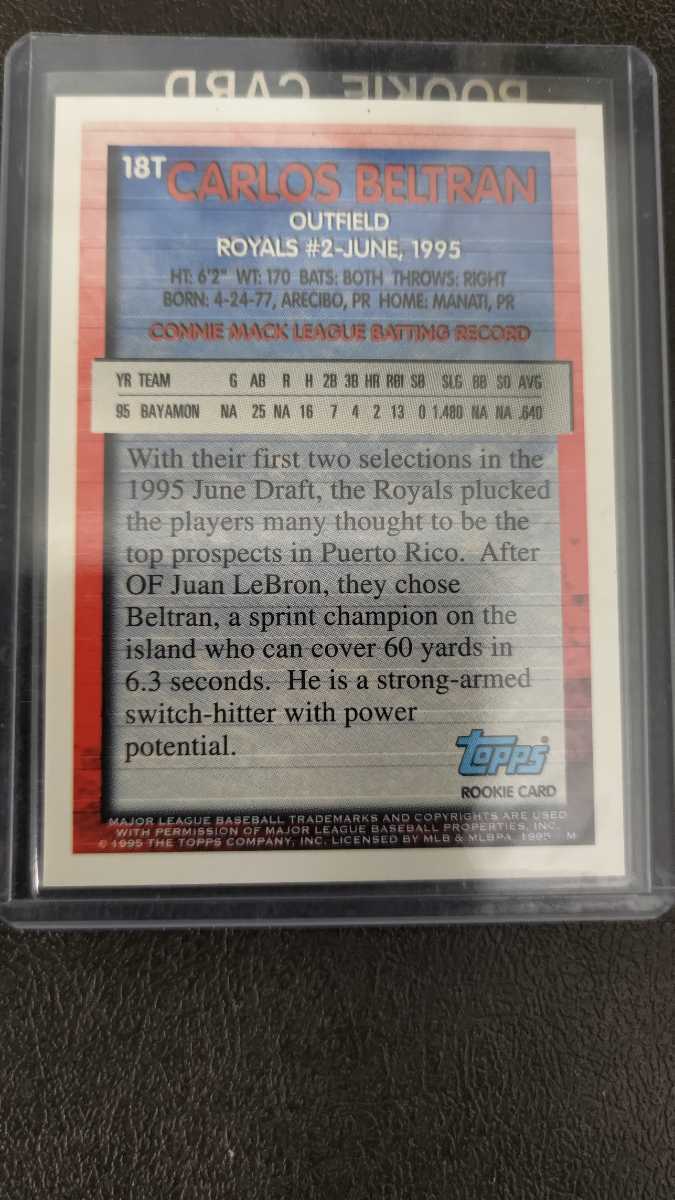 ROOKIE CARD
18T CARLOS BELTRAN
OUTFIELD
ROYALS #2-JUNE, 1995
HT: 6'2" WT: 170 BATS: BOTH THROWS: RIGHT
BORN: 4-24-77, ARECIBO, PR HOME: MANATI, PR
CONNIE MACK LEAGUE BATTING RECORD
YR TEAM G AB R H 2B 3B HR RBI SB SLG BB SO AVG
95 BAYAMON NA 25 NA 16 7 4 2 13 0 1.480 NA NA .640
With their first two selections in the
1995 June Draft, the Royals plucked
the players many thought to be the
top prospects in Puerto Rico. After
OF Juan LeBron, they chose
Beltran, a sprint champion on the
island who can cover 60 yards in
6.3 seconds. He is a strong-armed
switch-hitter with power
potential.
topps
ROOKIE CARD
MAJOR LEAGUE BASEBALL TRADEMARKS AND COPYRIGHTS ARE USED
WITH PERMISSION OF MAJOR LEAGUE BASEBALL PROPERTIES, INC.
© 1995 THE TOPPS COMPANY, INC. LICENSED BY MLB & MLBPA 1995 M